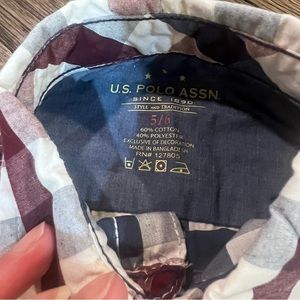 U.S. POLO ASSN.
SINCE 1890
STYLE AND TRADITION
5/6
60% COTTON
40% POLYESTER
EXCLUSIVE OF DECORATION
MADE IN BANGLADESH
RN# 127805